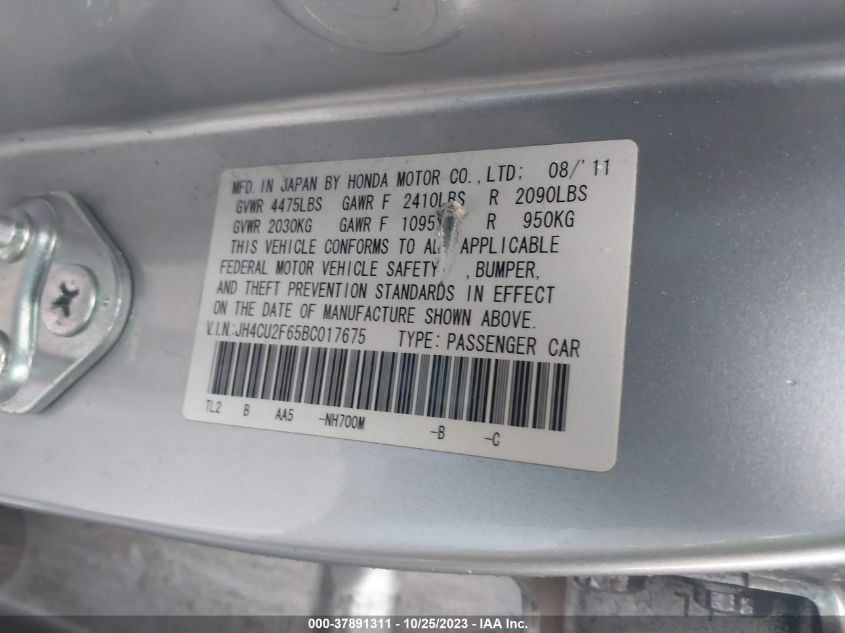 MFD. IN JAPAN BY HONDA MOTOR CO., LTD; 08/'11
GVWR 4475LBS GAWR F 2410LBS R 2090LBS
GVWR 2030KG GAWR F 1095 R 950KG
THIS VEHICLE CONFORMS TO ALL APPLICABLE
FEDERAL MOTOR VEHICLE SAFETY, BUMPER,
AND THEFT PREVENTION STANDARDS IN EFFECT
ON THE DATE OF MANUFACTURE SHOWN ABOVE.
V.I.N.:JH4CU2F65BC017675 TYPE: PASSENGER CAR
TL2 B AA5 -NH700M -B -C
000-37891311 - 10/25/2023 - IAA Inc.